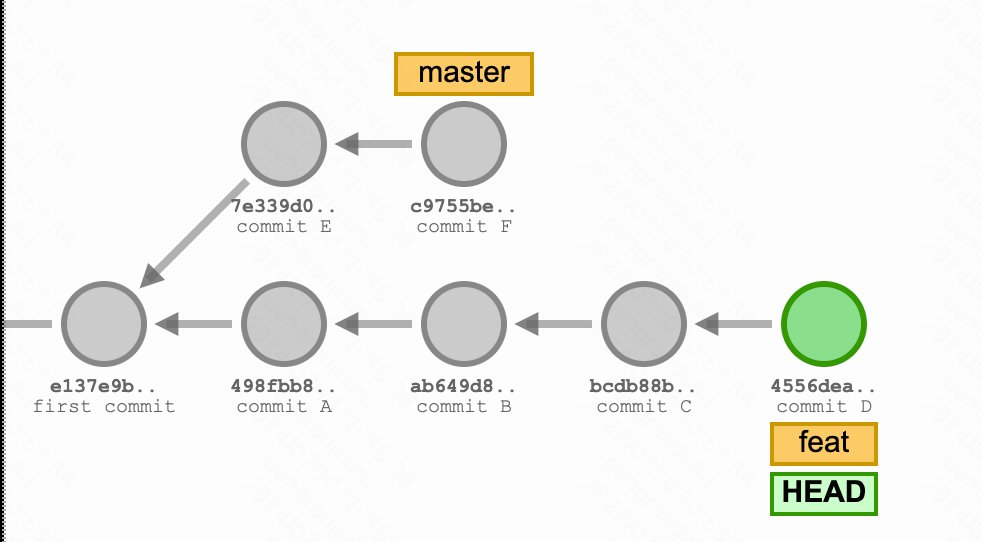 master
7e339d0..
commit E
c9755be..
commit F
e137e9b..
first commit
498fbb8..
commit A
ab649d8..
commit B
bcdb88b..
commit C
4556dea..
commit D
feat
HEAD